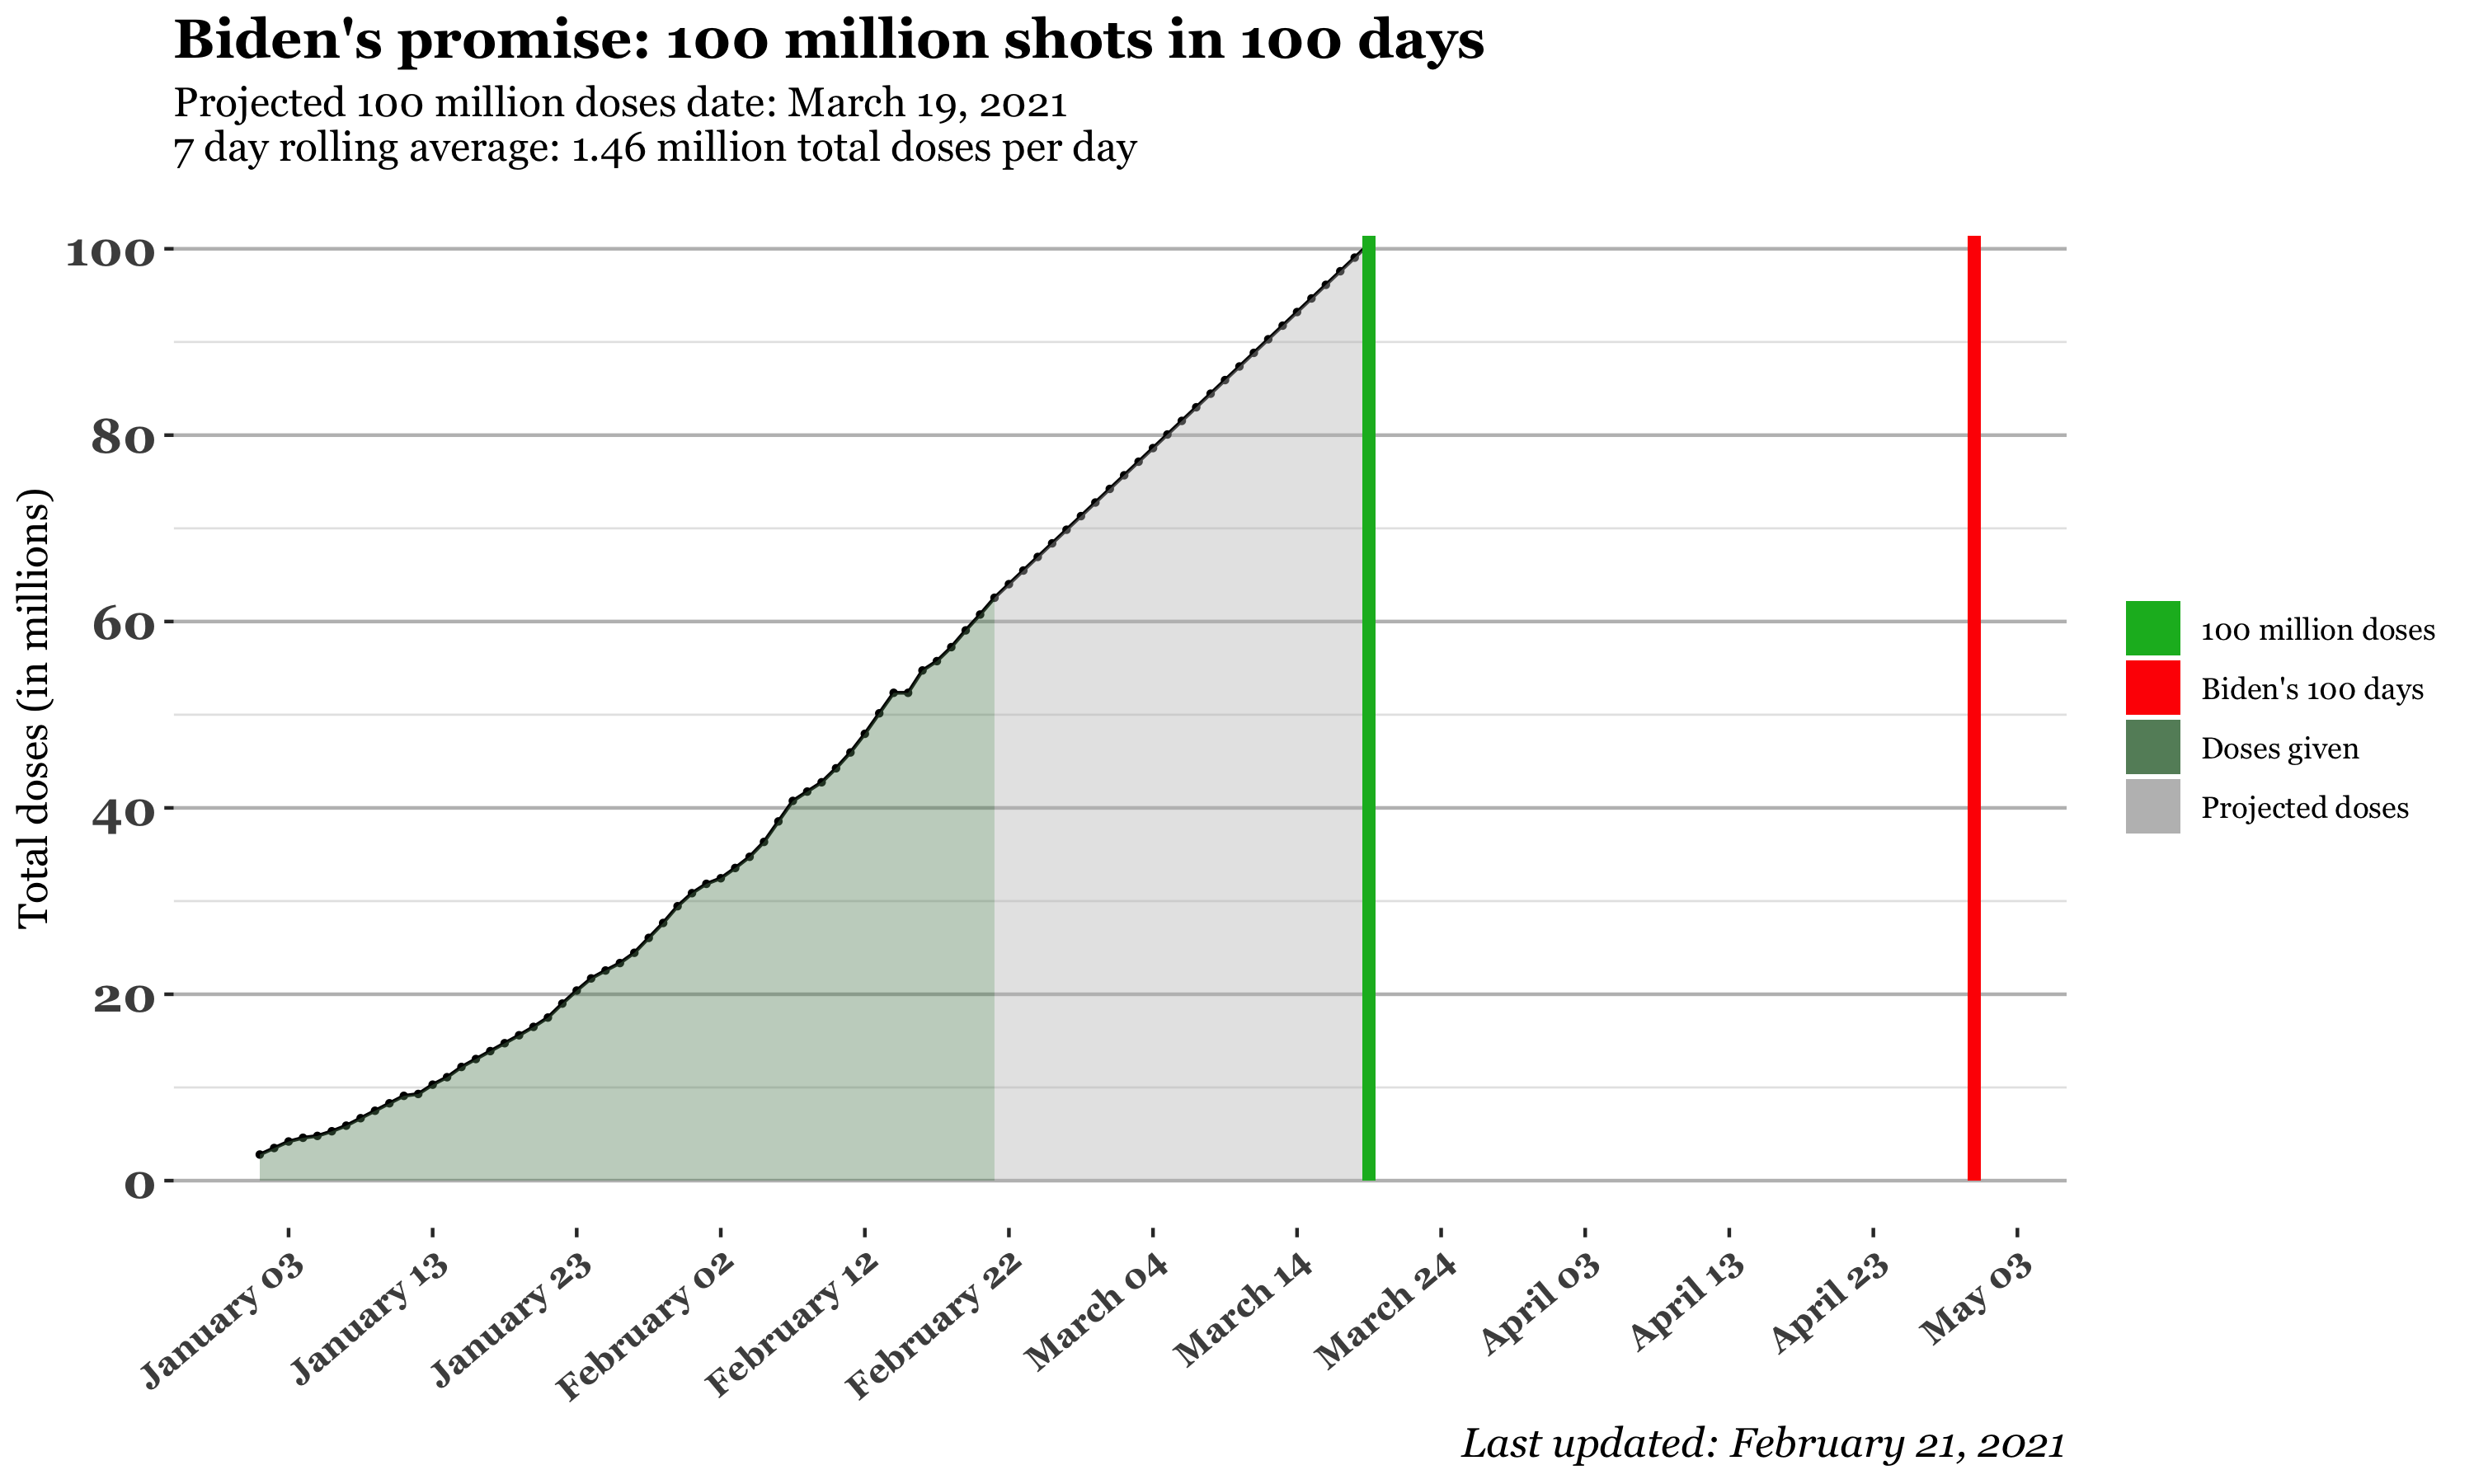 Biden's promise: 100 million shots in 100 days
Projected 100 million doses date: March 19, 2021
7 day rolling average: 1.46 million total doses per day
Total doses (in millions)
100
80
60
40
20
0
January 03
January 13
January 23
February 02
February 12
February 22
March 04
March 14
March 24
April 03
April 13
April 23
May 03
100 million doses
Biden's 100 days
Doses given
Projected doses
Last updated: February 21, 2021